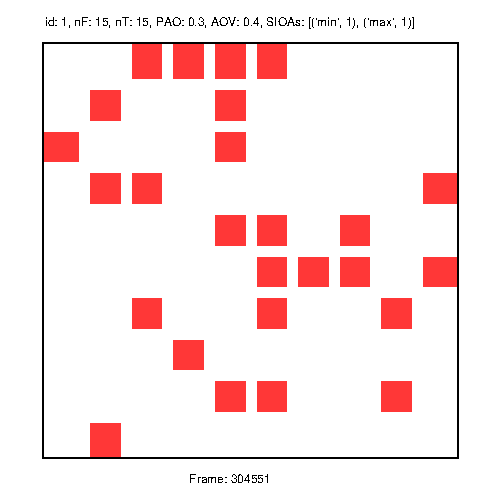 id: 1, nF: 15, nT: 15, PAO: 0.3, AOV: 0.4, SIOAs: [('min', 1), ('max', 1)]
Frame: 304551